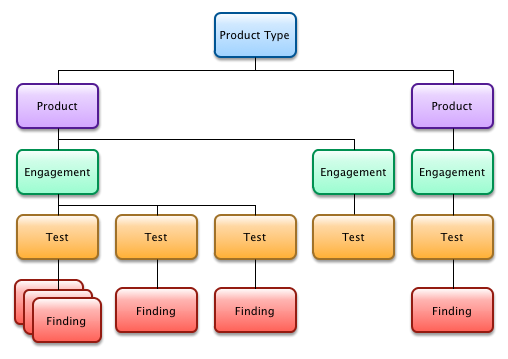 Product Type
Product
Product
Engagement
Engagement
Engagement
Test
Test
Test
Test
Test
Finding
Finding
Finding
Finding